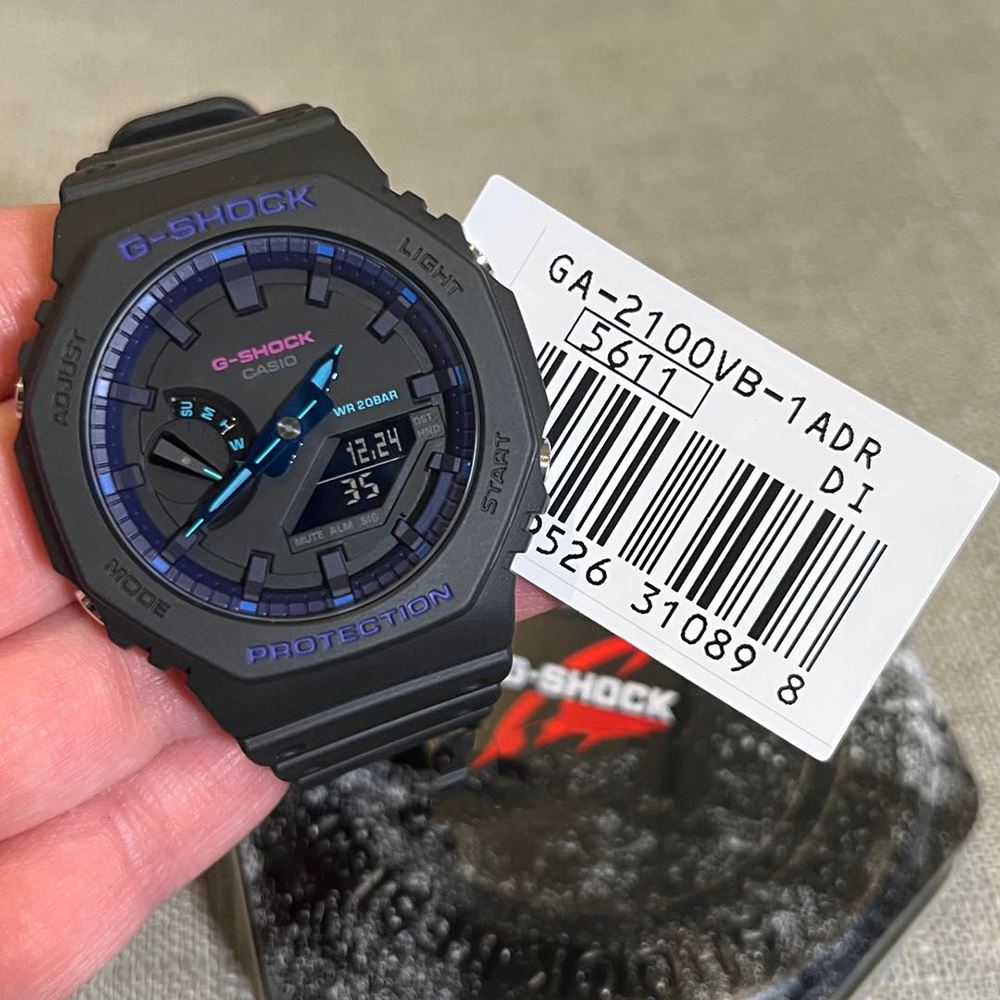 G-SHOCK
LIGHT
ADJUST
G-SHOCK
CASIO
WR 20BAR
SU
M
W
DST
HND
12.24
35
MUTE ALM SIG
START
MODE
PROTECTION
GA-2100VB-1ADR
5611
DI
526 31089 8
G-SHOCK